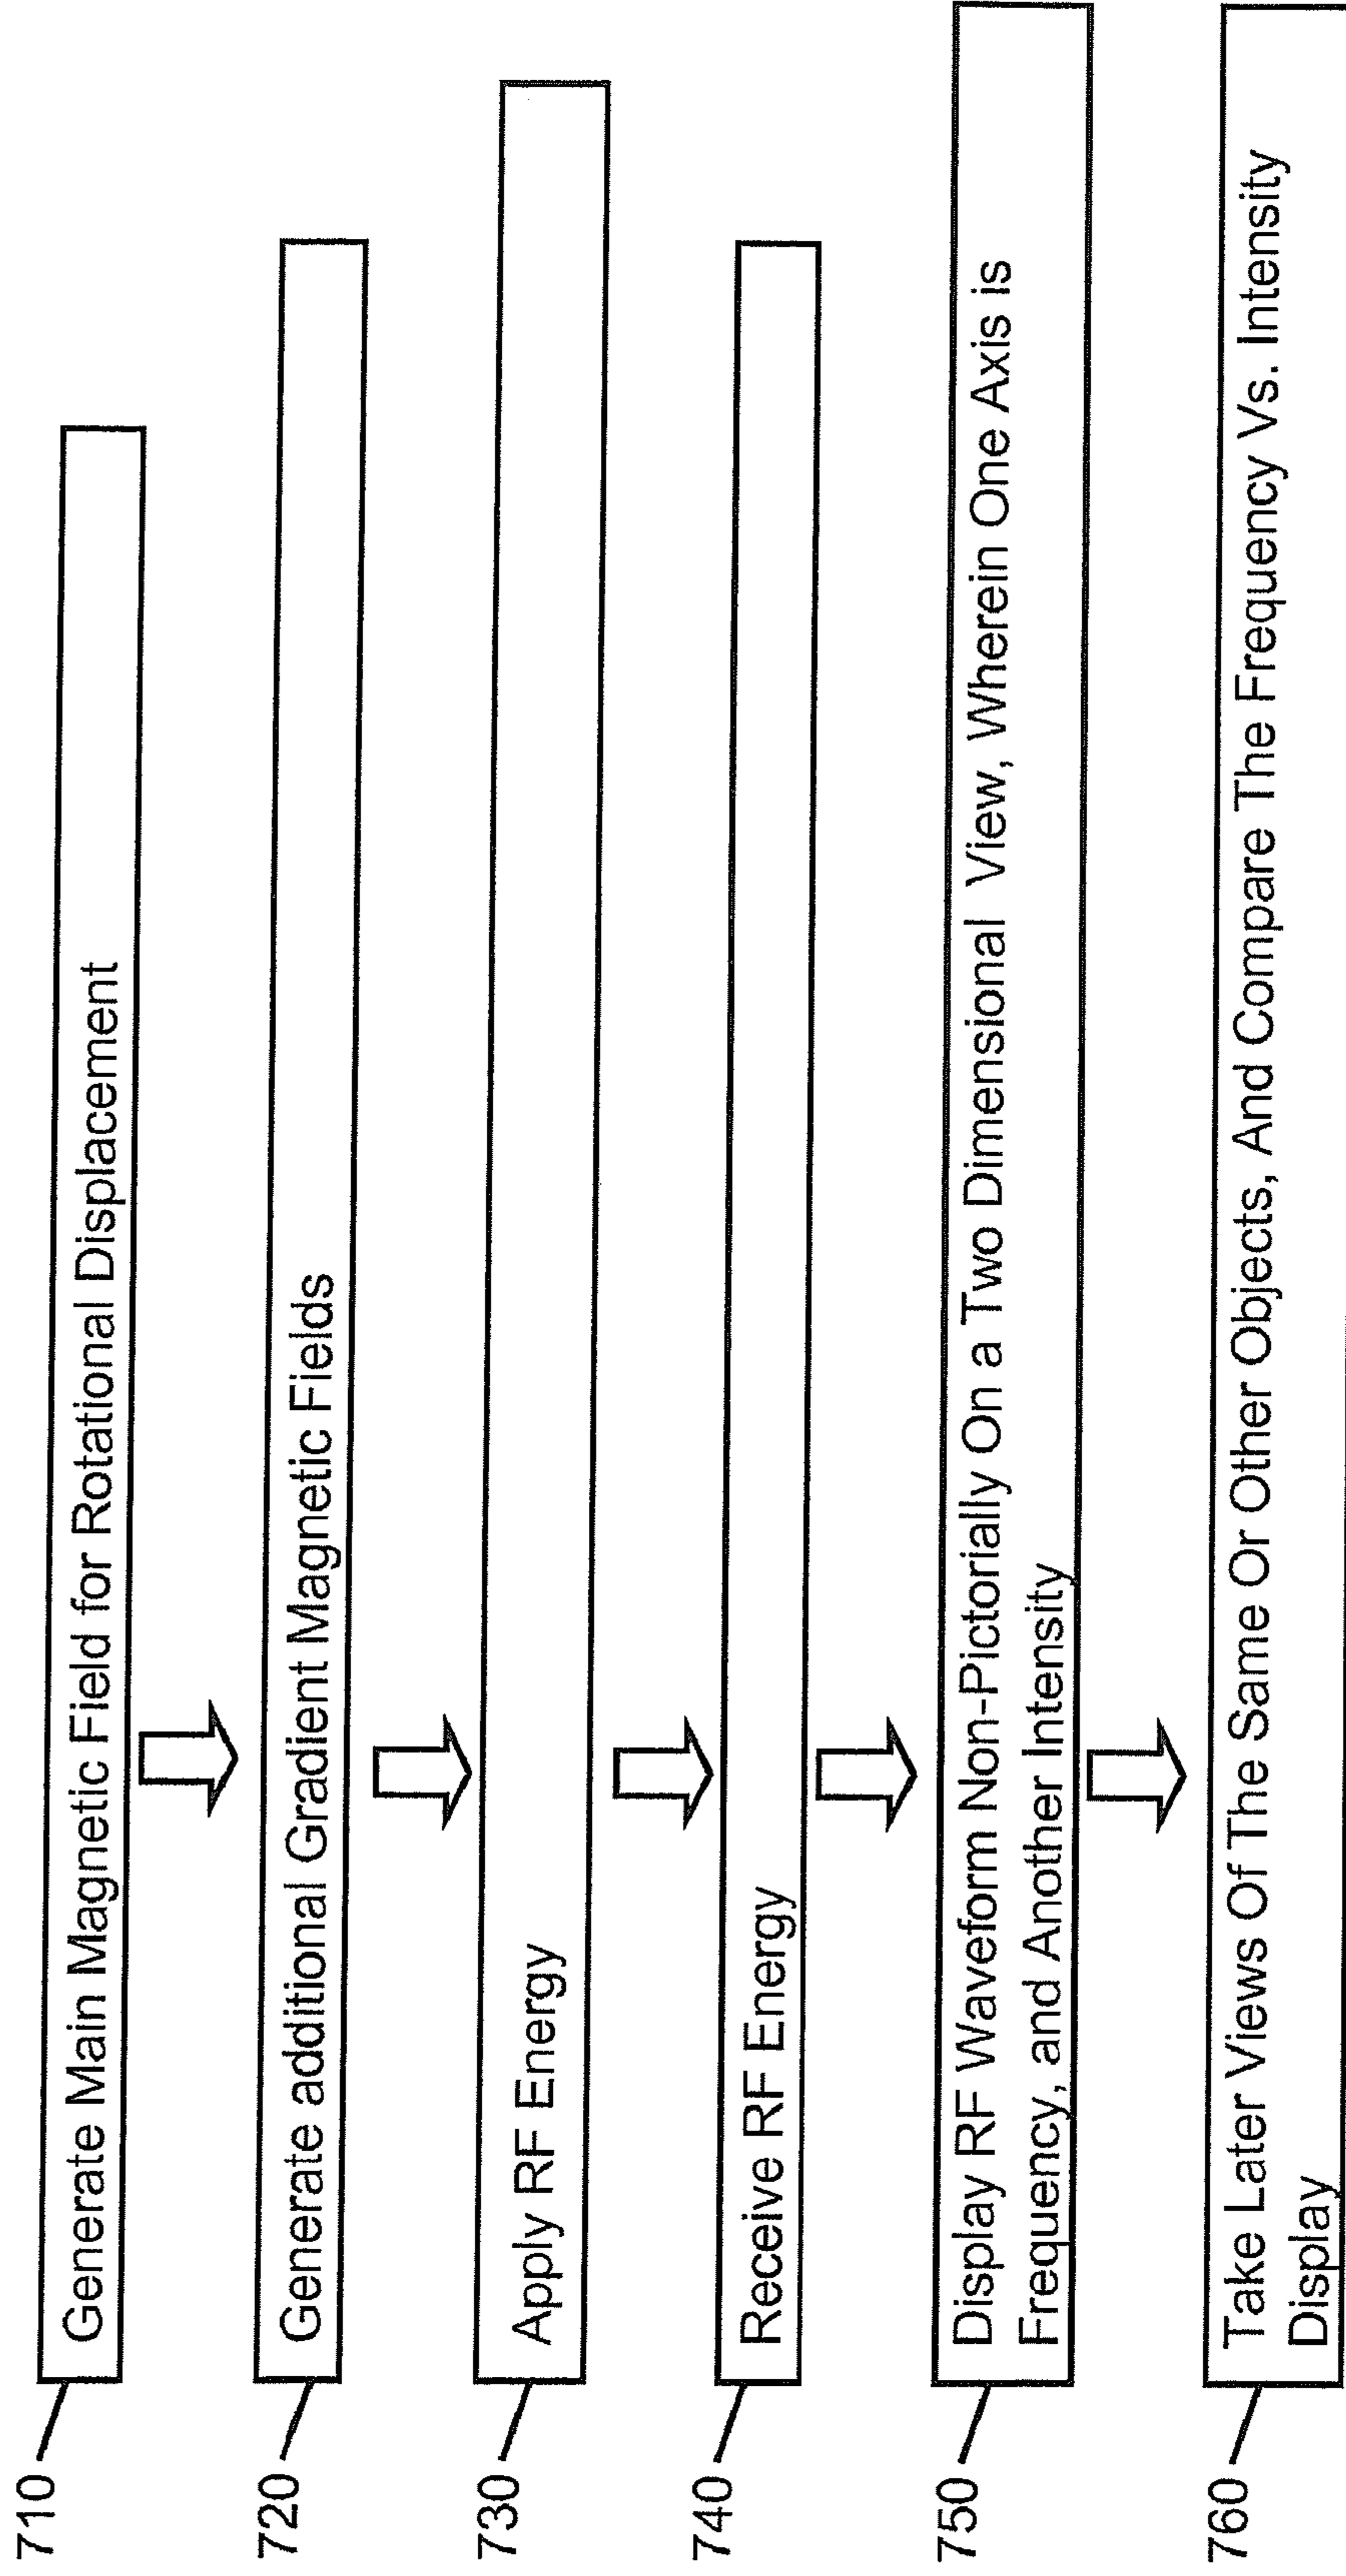 710
Generate Main Magnetic Field for Rotational Displacement
720
Generate additional Gradient Magnetic Fields
730
Apply RF Energy
740
Receive RF Energy
750
Display RF Waveform Non-Pictorially On a Two Dimensional View, Wherein One Axis is
Frequency, and Another Intensity
760
Take Later Views Of The Same Or Other Objects, And Compare The Frequency Vs. Intensity
Display